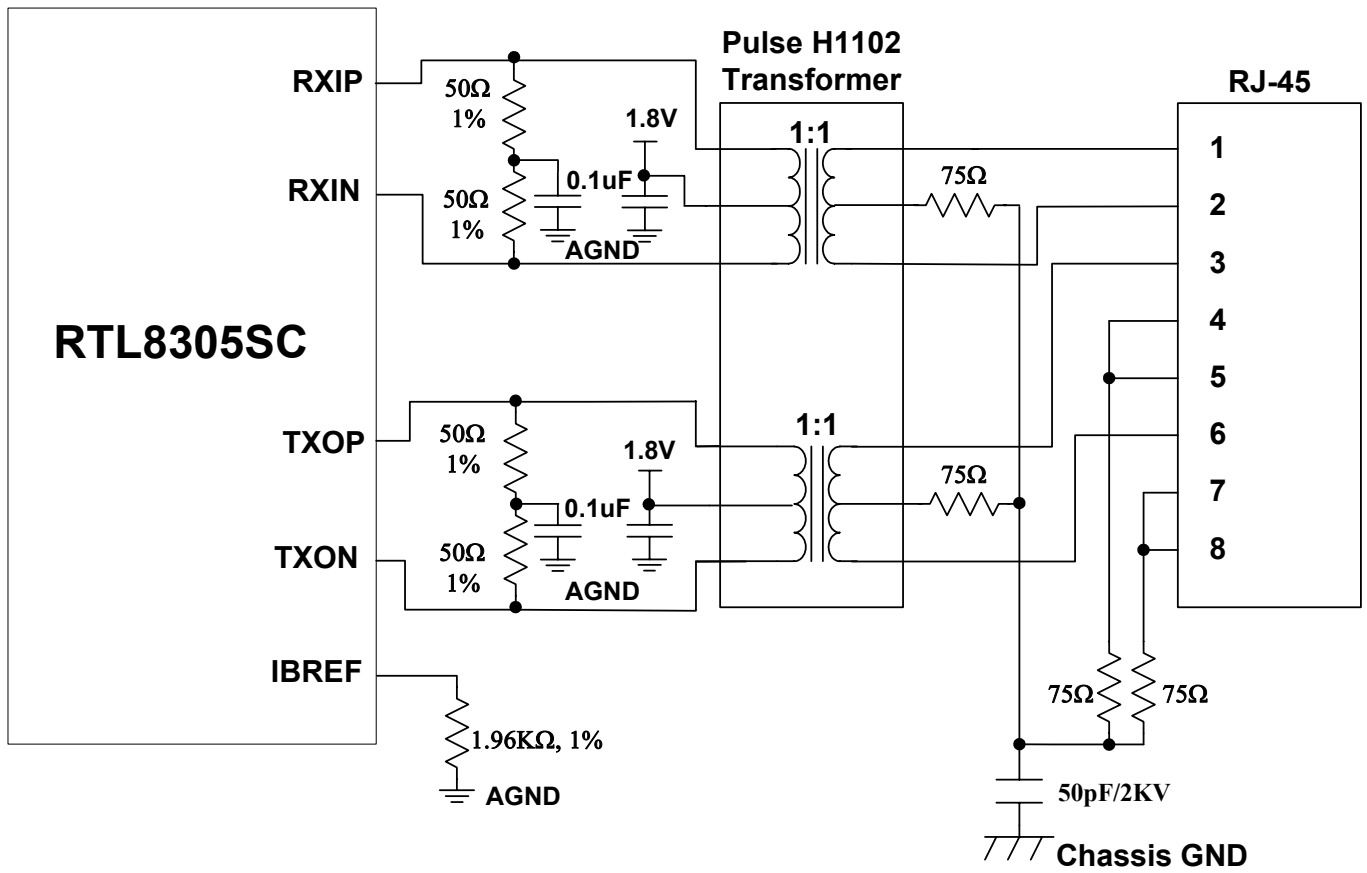 Pulse H1102
Transformer
RJ-45
RTL8305SC
RXIP
RXIN
50Ω
1%
50Ω
1%
0.1uF
AGND
1.8V
1:1
75Ω
1
2
3
4
5
6
7
8
TXOP
TXON
50Ω
1%
50Ω
1%
0.1uF
AGND
1.8V
1:1
75Ω
IBREF
1.96KΩ, 1%
AGND
75Ω
75Ω
50pF/2KV
Chassis GND